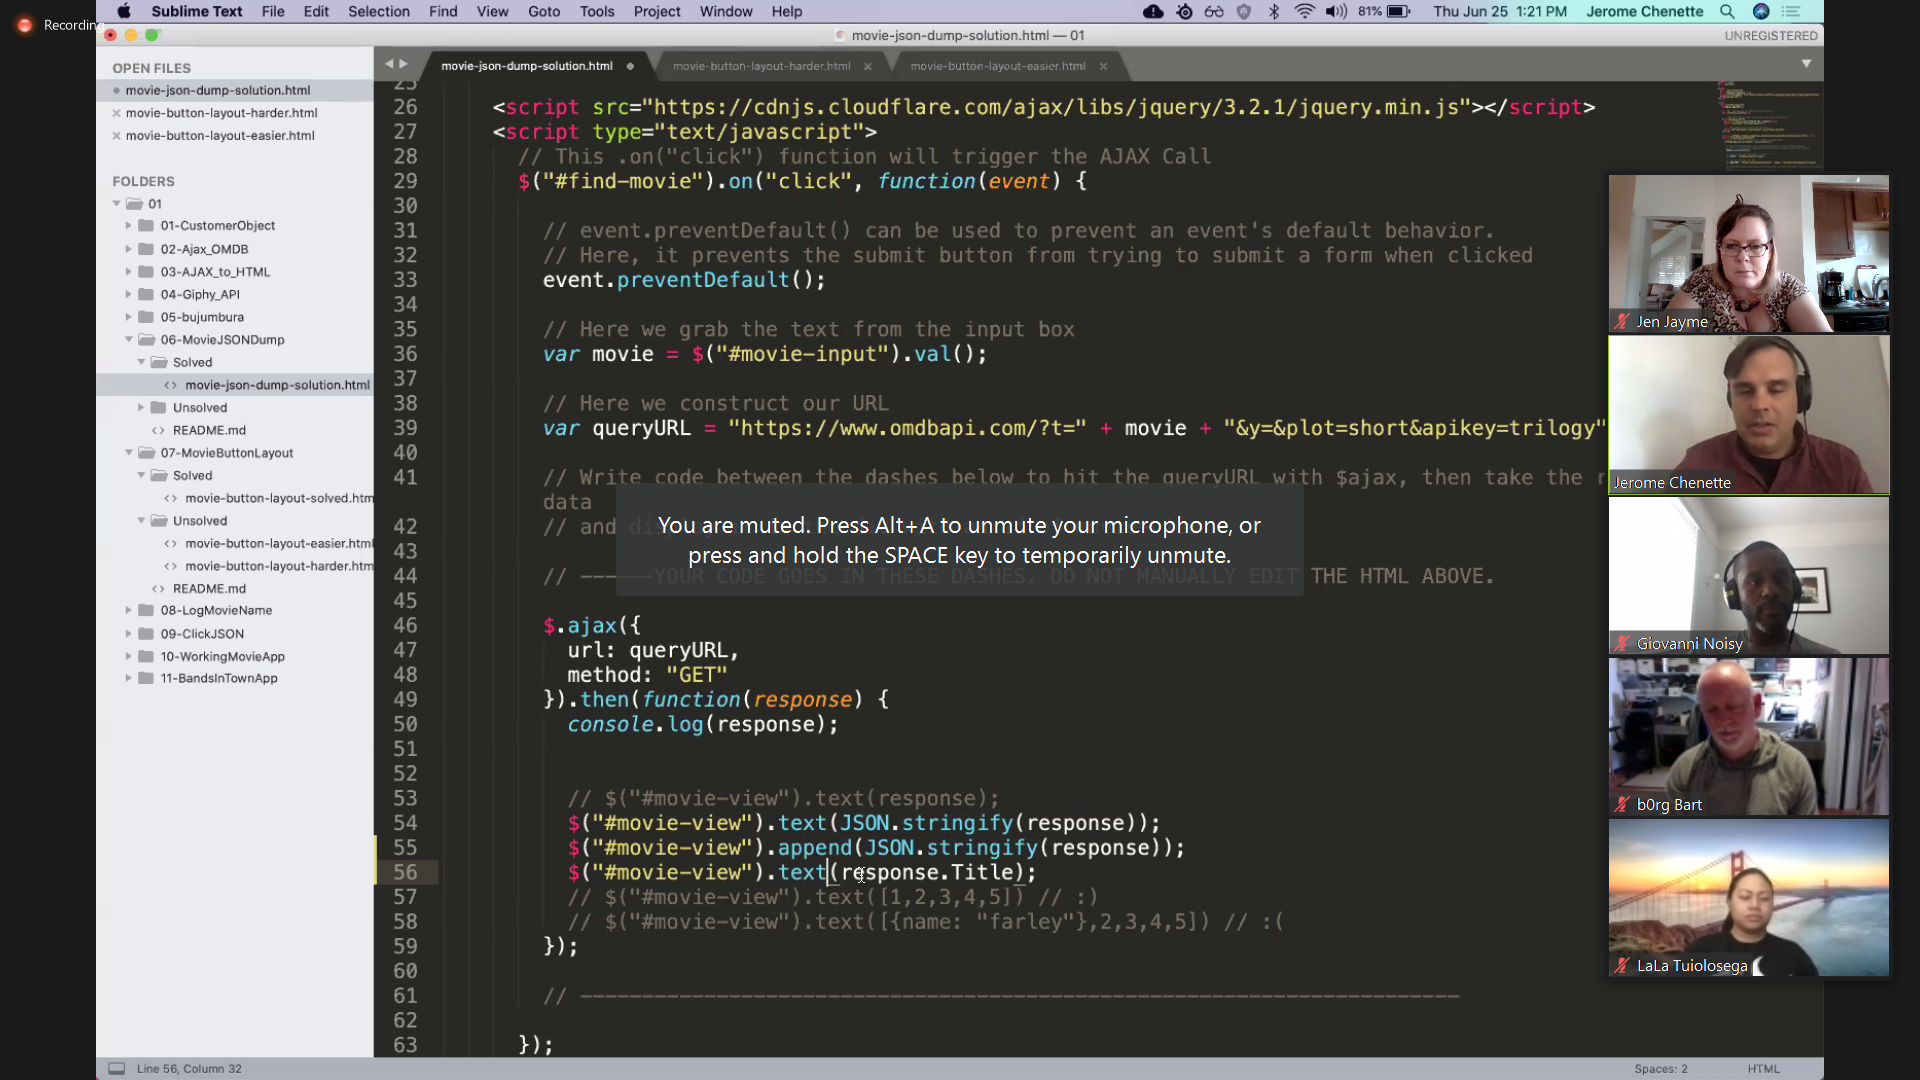 Recording
Sublime Text File Edit Selection Find View Goto Tools Project Window Help
81% Thu Jun 25 1:21 PM Jerome Chenette
movie-json-dump-solution.html — 01
UNREGISTERED
OPEN FILES
movie-json-dump-solution.html
movie-button-layout-harder.html
movie-button-layout-easier.html
FOLDERS
01
01-CustomerObject
02-Ajax_OMDB
03-AJAX_to_HTML
04-Giphy_API
05-bujumbura
06-MovieJSONDump
Solved
movie-json-dump-solution.html
Unsolved
README.md
07-MovieButtonLayout
Solved
movie-button-layout-solved.htm
Unsolved
movie-button-layout-easier.html
movie-button-layout-harder.htm
README.md
08-LogMovieName
09-ClickJSON
10-WorkingMovieApp
11-BandsInTownApp
movie-json-dump-solution.html movie-button-layout-harder.html movie-button-layout-easier.html
25
26 <script src="https://cdnjs.cloudflare.com/ajax/libs/jquery/3.2.1/jquery.min.js"></script>
27 <script type="text/javascript">
28 // This .on("click") function will trigger the AJAX Call
29 $("#find-movie").on("click", function(event) {
30
31 // event.preventDefault() can be used to prevent an event's default behavior.
32 // Here, it prevents the submit button from trying to submit a form when clicked
33 event.preventDefault();
34
35 // Here we grab the text from the input box
36 var movie = $("#movie-input").val();
37
38 // Here we construct our URL
39 var queryURL = "https://www.omdbapi.com/?t=" + movie + "&y=&plot=short&apikey=trilogy"
40
41 // Write code between the dashes below to hit the queryURL with $ajax, then take the
data
42 // and
43
44 // ------YOUR CODE GOES IN THESE DASHES. DO NOT MANUALLY EDIT THE HTML ABOVE.
45
46 $.ajax({
47 url: queryURL,
48 method: "GET"
49 }).then(function(response) {
50 console.log(response);
51
52
53 // $("#movie-view").text(response);
54 $("#movie-view").text(JSON.stringify(response));
55 $("#movie-view").append(JSON.stringify(response));
56 $("#movie-view").text(response.Title);
57 // $("#movie-view").text([1,2,3,4,5]) // :)
58 // $("#movie-view").text([{name: "farley"},2,3,4,5]) // :(
59 });
60
61 // -----------------------------------------------------------------------
62
63 });
You are muted. Press Alt+A to unmute your microphone, or
press and hold the SPACE key to temporarily unmute.
Jen Jayme
Jerome Chenette
Giovanni Noisy
b0rg Bart
LaLa Tuiolosega
Line 56, Column 32
Spaces: 2
HTML